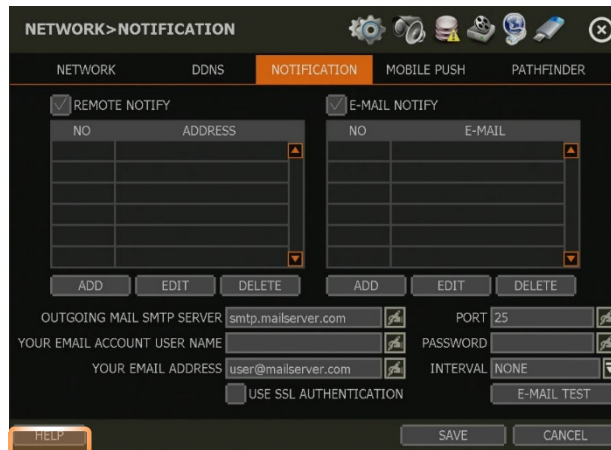 NETWORK>NOTIFICATION
NETWORK DDNS NOTIFICATION MOBILE PUSH PATHFINDER
REMOTE NOTIFY E-MAIL NOTIFY
NO ADDRESS NO E-MAIL
ADD EDIT DELETE ADD EDIT DELETE
OUTGOING MAIL SMTP SERVER smtp.mailserver.com PORT 25
YOUR EMAIL ACCOUNT USER NAME PASSWORD
YOUR EMAIL ADDRESS user@mailserver.com INTERVAL NONE
USE SSL AUTHENTICATION E-MAIL TEST
HELP SAVE CANCEL